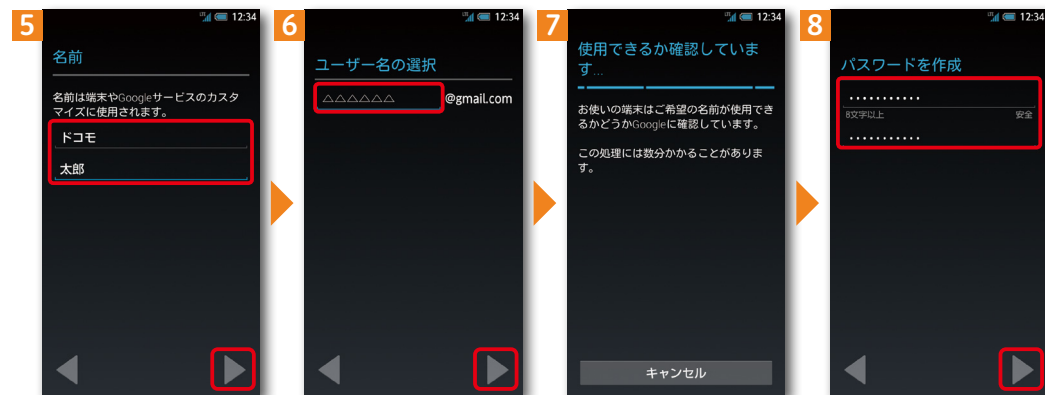 5
12:34
名前
名前は端末やGoogleサービスのカスタ
マイズに使用されます。
ドコモ
太郎
6
12:34
ユーザー名の選択
△△△△△△ @gmail.com
7
12:34
使用できるか確認していま
す...
お使いの端末はご希望の名前が使用でき
るかどうかGoogleに確認しています。
この処理には数分かかることがありま
す。
キャンセル
8
12:34
パスワードを作成
•••••••••••
8文字以上 安全
•••••••••••